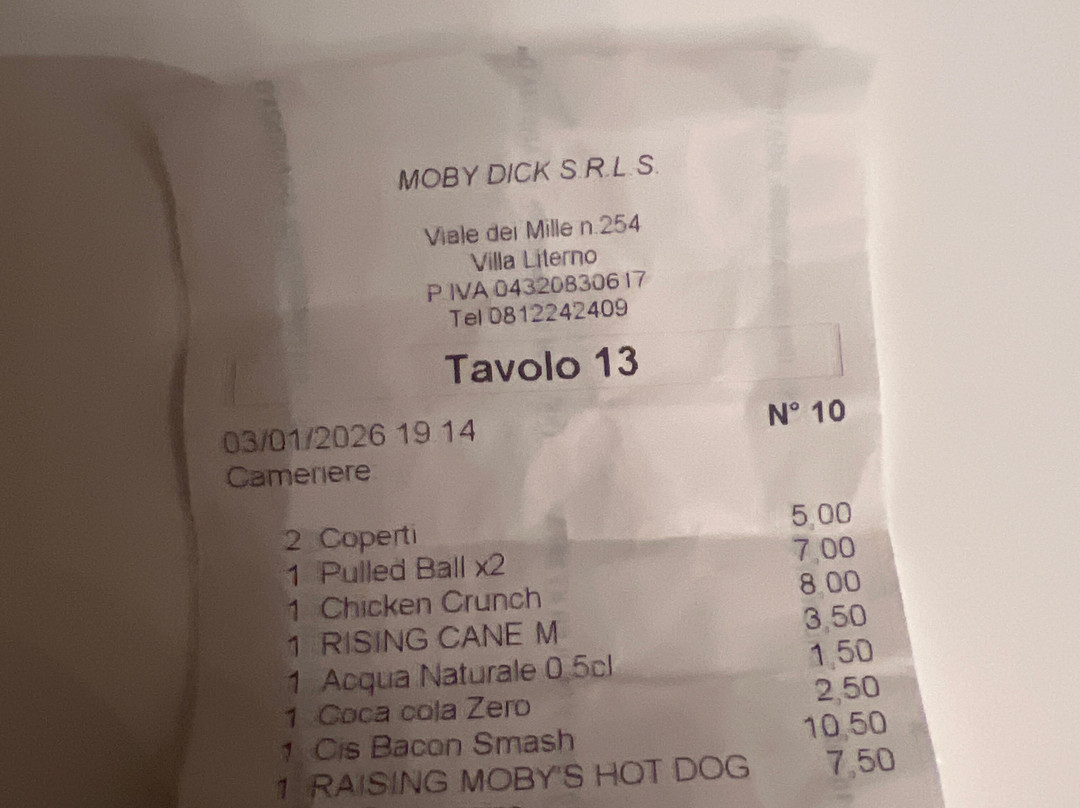 MOBY DICK S.R.L.S.
Viale dei Mille n.254
Villa Literno
P.IVA 04320830617
Tel 0812242409
Tavolo 13
N° 10
03/01/2026 19.14
Cameriere
2 Coperti 5,00
1 Pulled Ball x2 7,00
1 Chicken Crunch 8,00
1 RISING CANE M 3,50
1 Acqua Naturale 0,5cl 1,50
1 Coca cola Zero 2,50
1 Cis Bacon Smash 10,50
1 RAISING MOBY'S HOT DOG 7,50